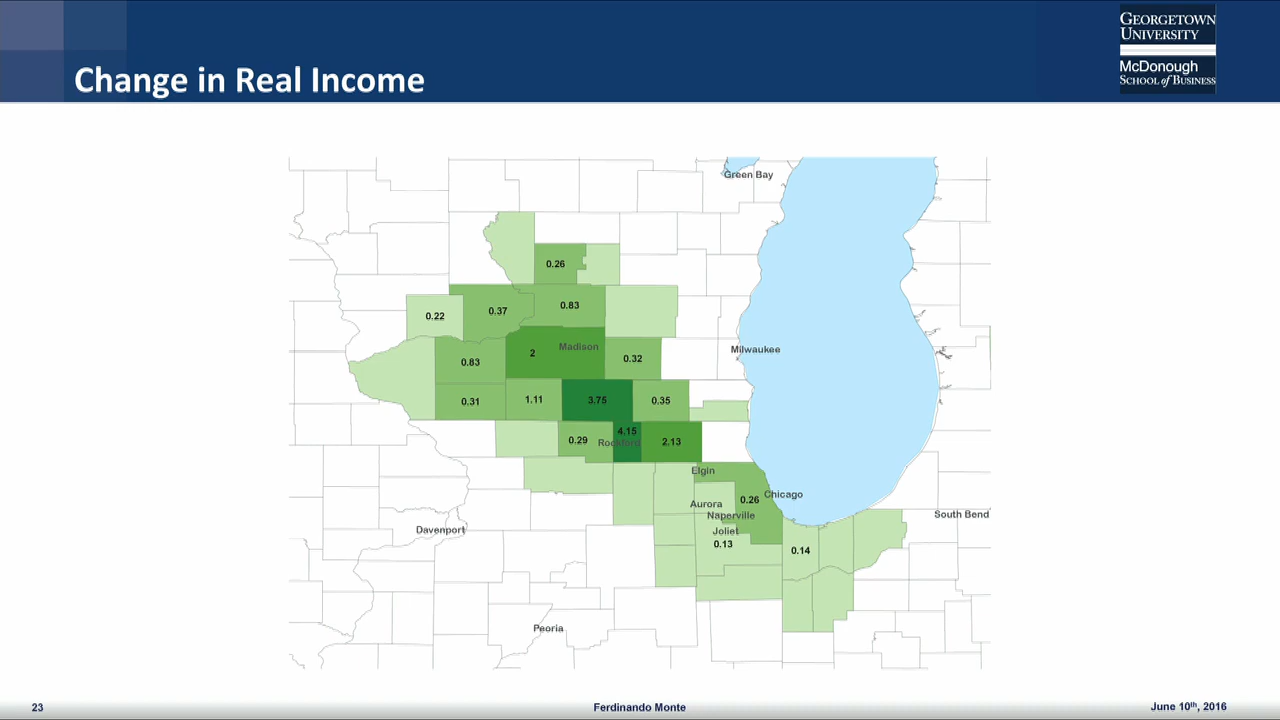 GEORGETOWN
UNIVERSITY
McDonough
SCHOOL of BUSINESS
Change in Real Income
Green Bay
0.26
0.83
0.37
0.22
Madison
Milwaukee
2
0.32
0.83
3.75
1.11
0.35
0.31
4.15
0.29
Rockford
2.13
Elgin
Chicago
0.26
Aurora
Naperville
South Bend
Davenport
Joliet
0.13
0.14
Peoria
23
Ferdinando Monte
June 10th, 2016